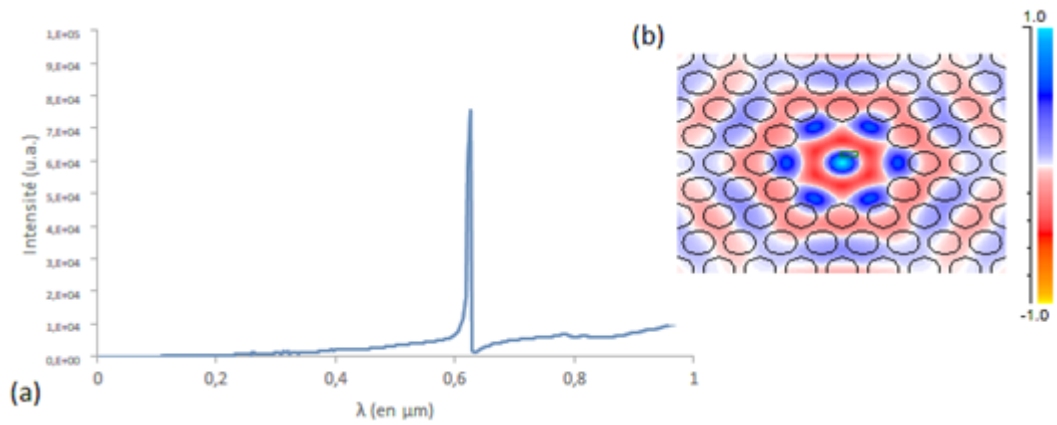 (b)
1.0
-1.0
1,E+05
9,E+04
8,E+04
7,E+04
6,E+04
5,E+04
4,E+04
3,E+04
2,E+04
1,E+04
0,E+00
Intensité (u.a.)
0
0,2
0,4
0,6
0,8
1
λ (en μm)
(a)